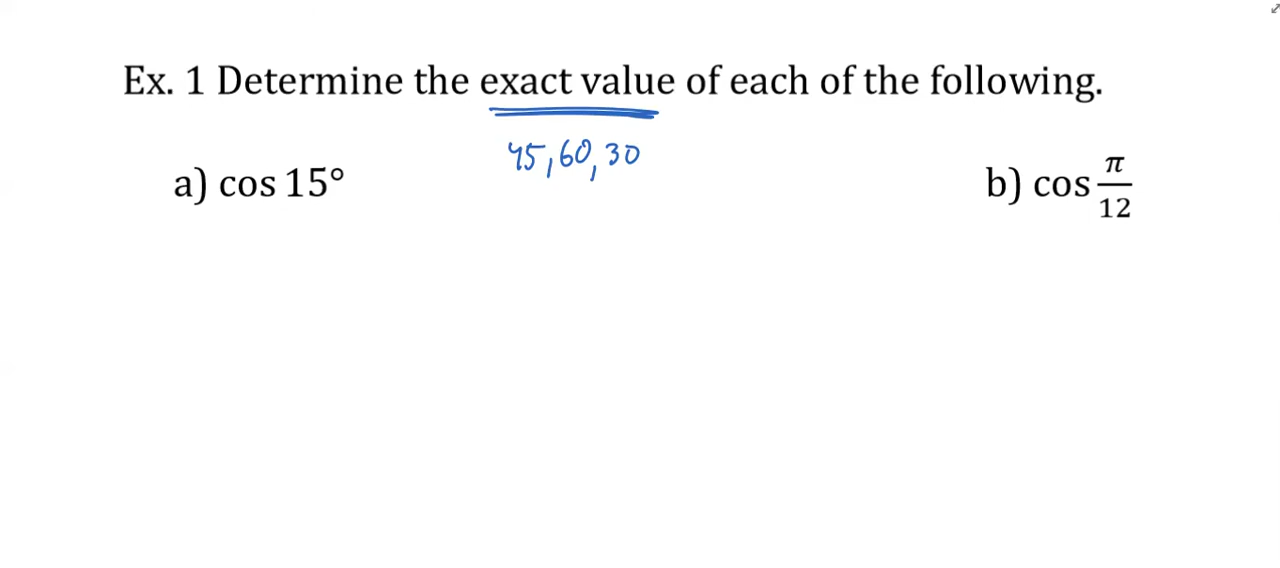 Ex. 1 Determine the exact value of each of the following.
45, 60, 30
a) cos 15°
b) cos π/12